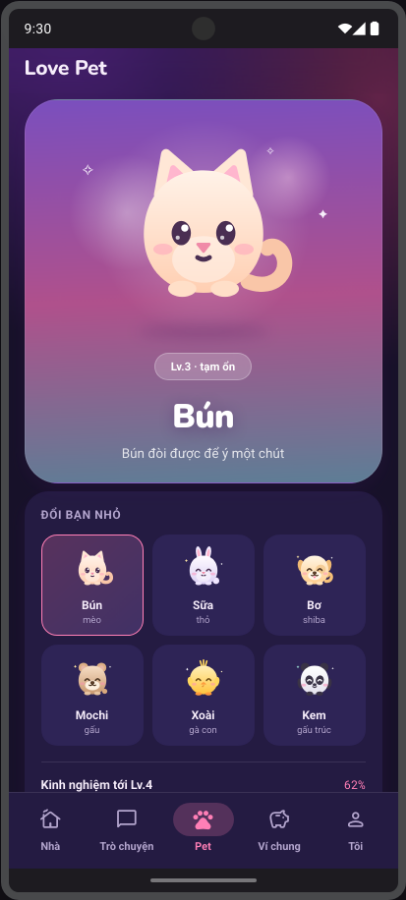 9:30
Love Pet
Lv.3 · tạm ổn
Bún
Bún đòi được để ý một chút
ĐỔI BẠN NHỎ
Bún
mèo
Sữa
thỏ
Bơ
shiba
Mochi
gấu
Xoài
gà con
Kem
gấu trúc
Kinh nghiệm tới Lv.4 62%
Nhà Trò chuyện Pet Ví chung Tôi